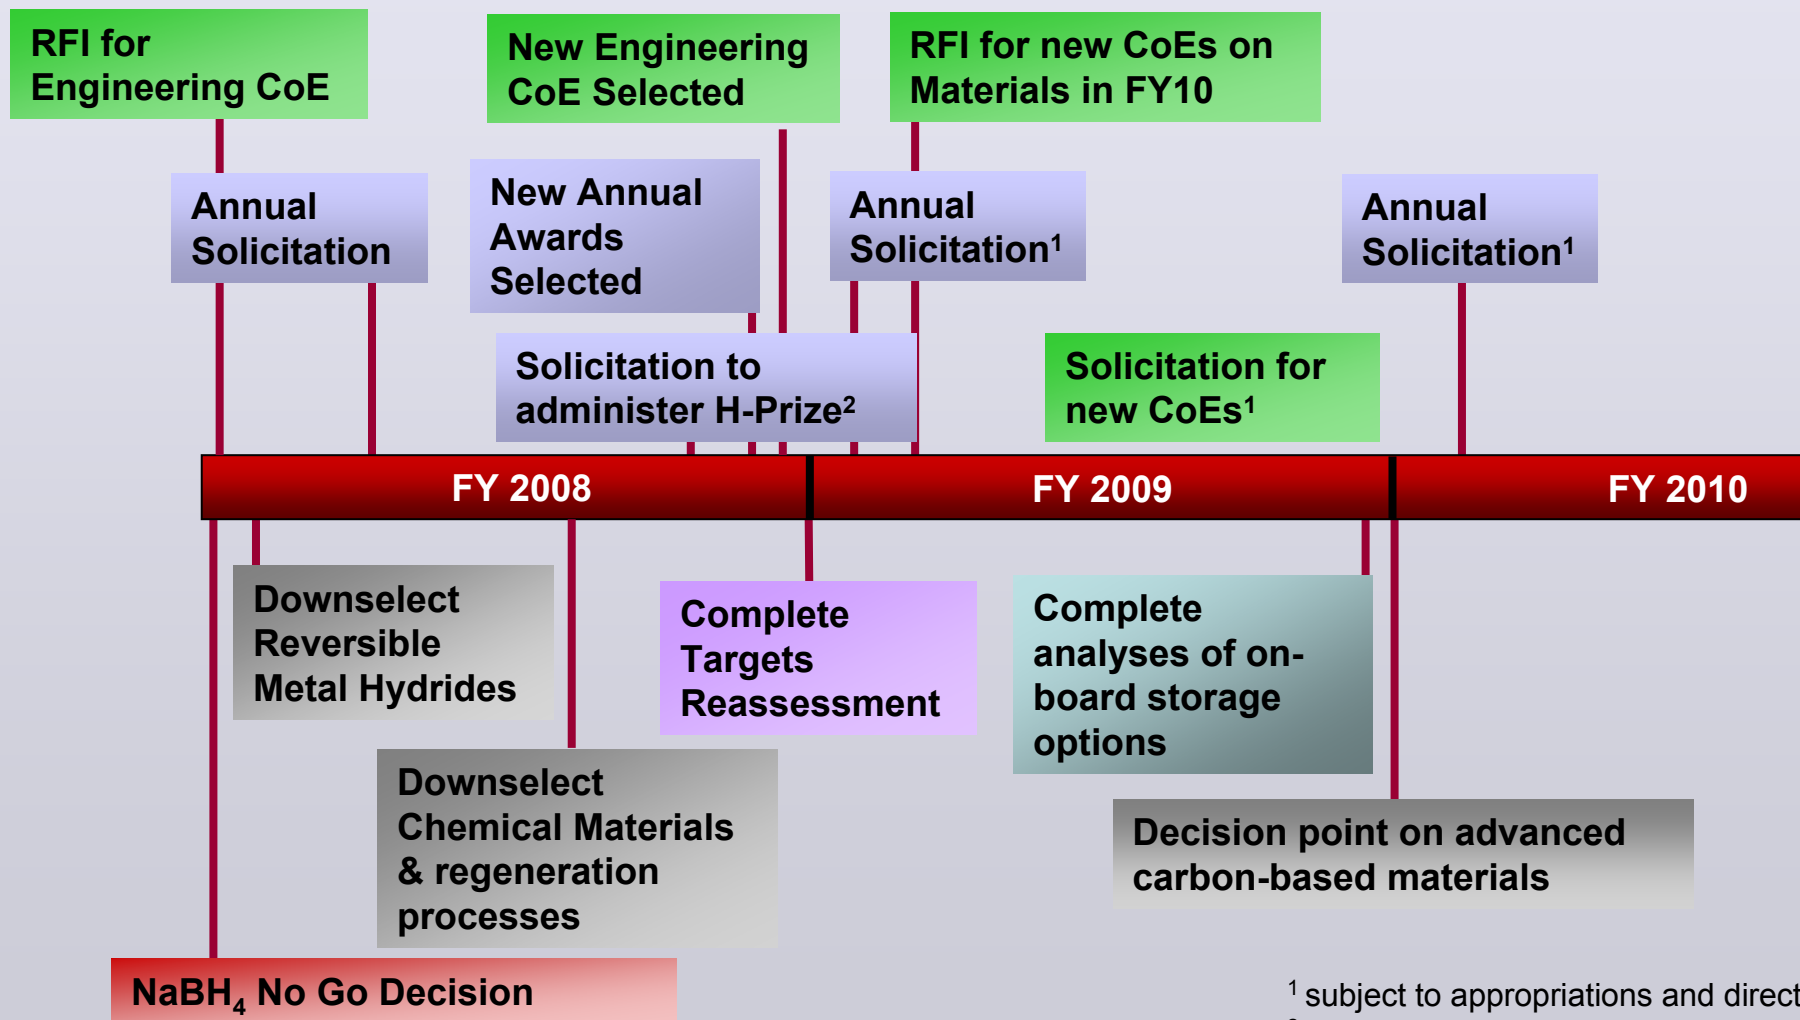 RFI for
Engineering CoE
New Engineering
CoE Selected
RFI for new CoEs on
Materials in FY10
Annual
Solicitation
New Annual
Awards
Selected
Annual
Solicitation¹
Annual
Solicitation¹
Solicitation to
administer H-Prize²
Solicitation for
new CoEs¹
FY 2008
FY 2009
FY 2010
Downselect
Reversible
Metal Hydrides
Complete
Targets
Reassessment
Complete
analyses of on-
board storage
options
Downselect
Chemical Materials
& regeneration
processes
Decision point on advanced
carbon-based materials
NaBH₄ No Go Decision
¹ subject to appropriations and direct